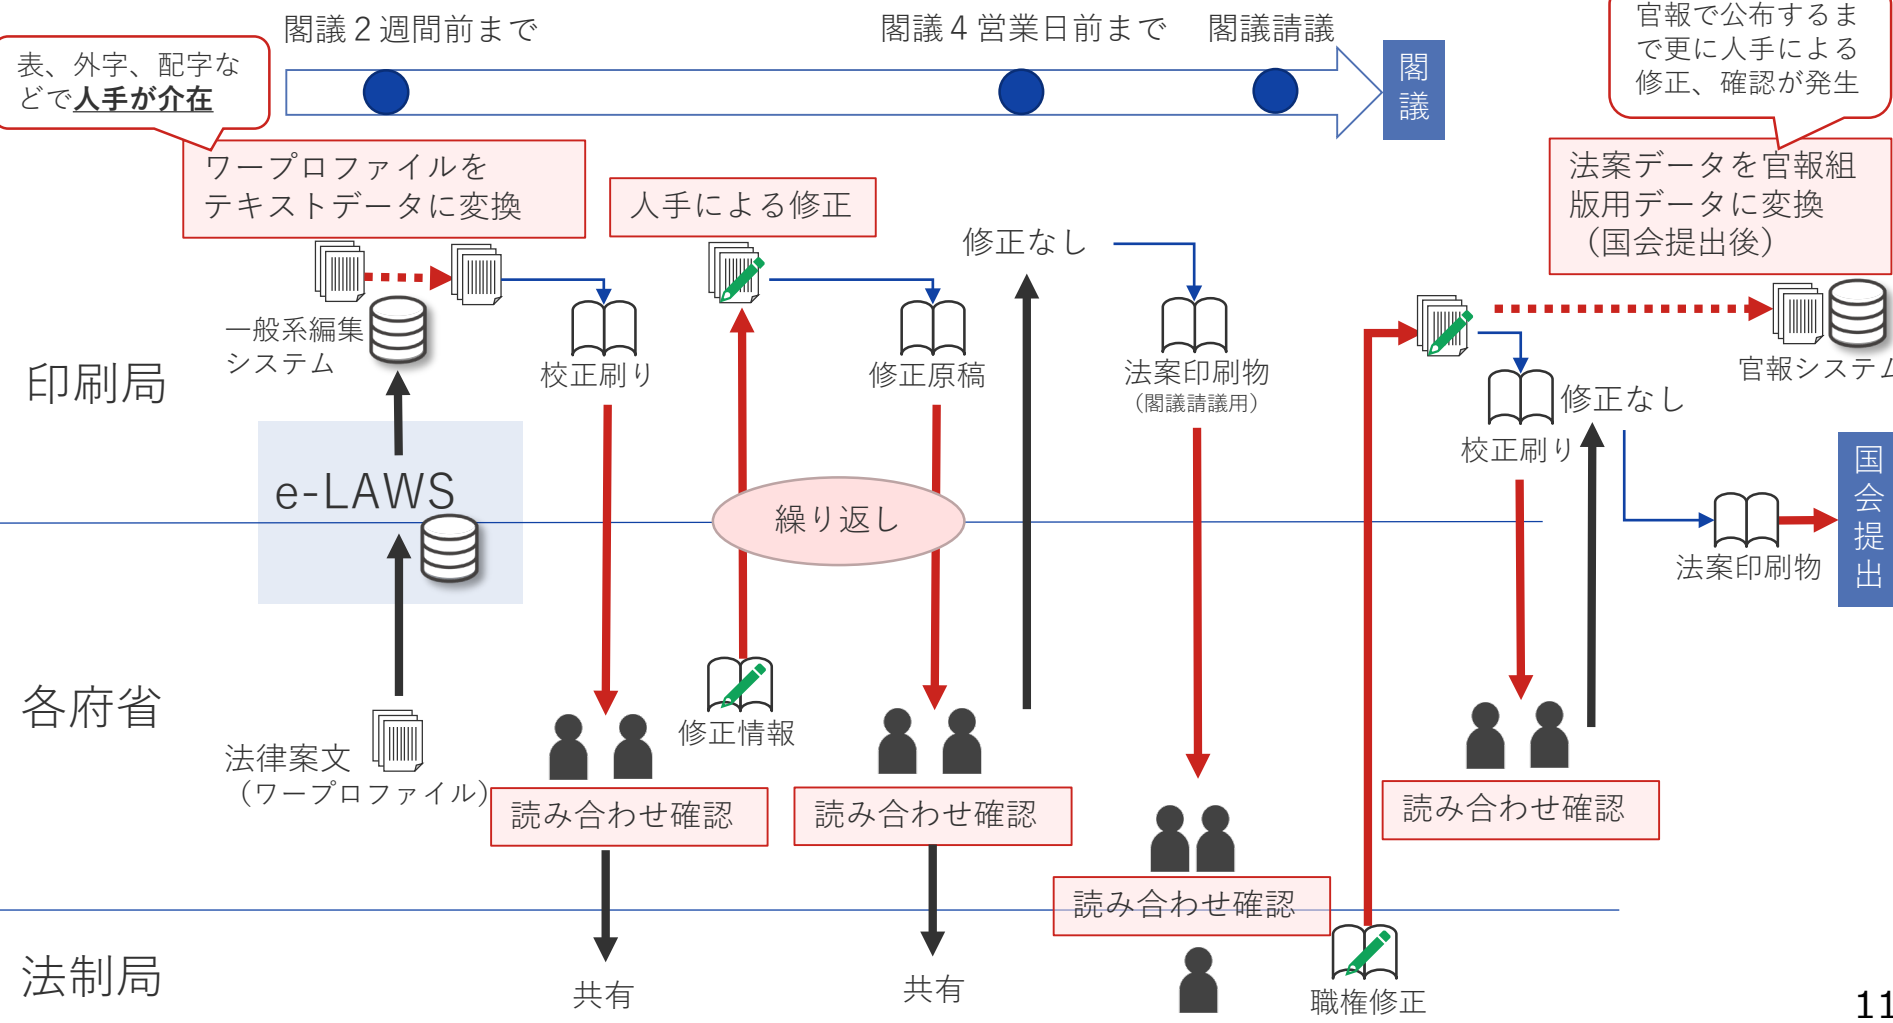 閣議２週間前まで
閣議４営業日前まで
閣議請議
閣議
表、外字、配字な
どで人手が介在
官報で公布するま
で更に人手による
修正、確認が発生
ワープロファイルを
テキストデータに変換
人手による修正
法案データを官報組
版用データに変換
（国会提出後）
修正なし
一般系編集
システム
校正刷り
修正原稿
法案印刷物
（閣議請議用）
官報システム
印刷局
修正なし
校正刷り
e-LAWS
繰り返し
国会提出
法案印刷物
各府省
法律案文
（ワープロファイル）
修正情報
読み合わせ確認
読み合わせ確認
読み合わせ確認
読み合わせ確認
法制局
共有
共有
職権修正
11